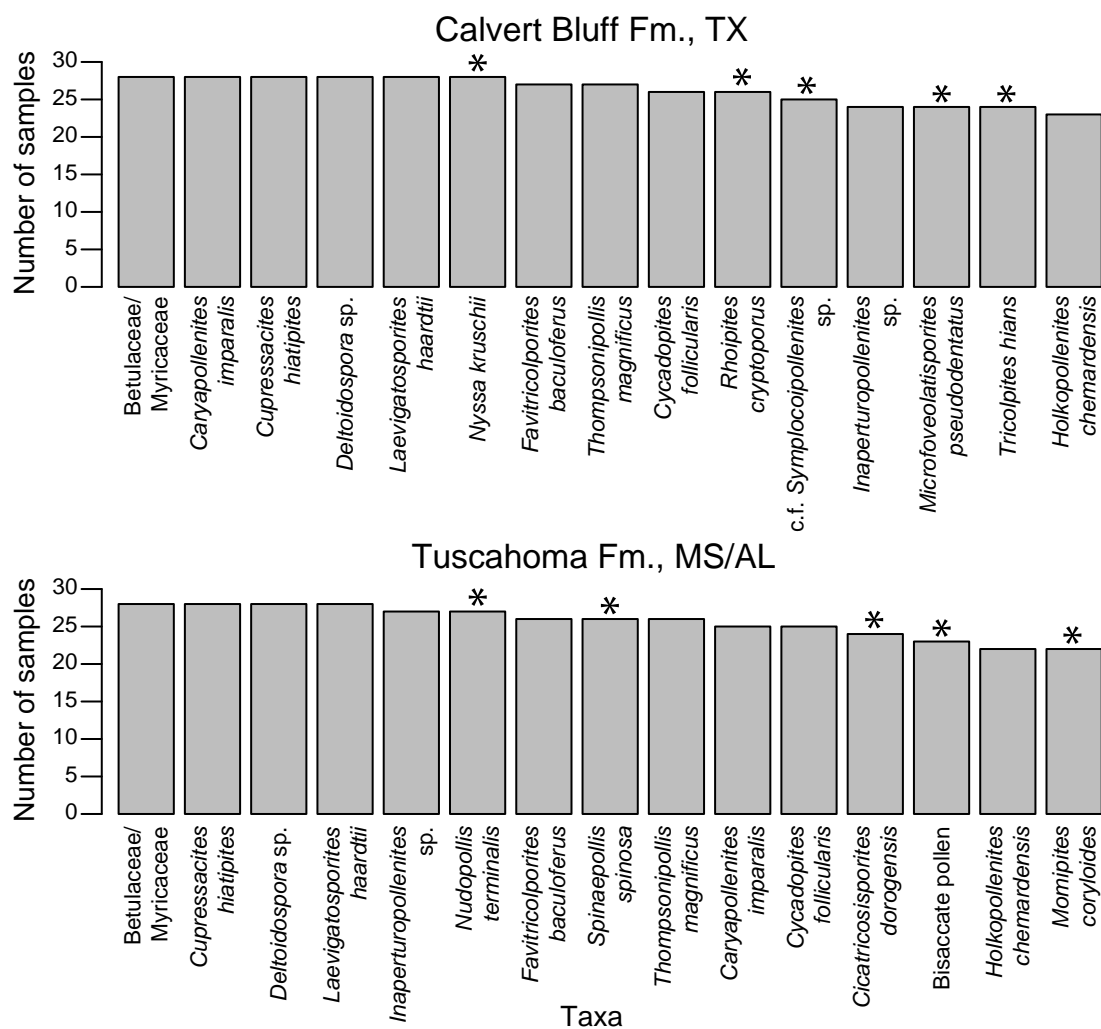 Calvert Bluff Fm., TX
Number of samples
30
25
20
15
10
5
0
Betulaceae/
Myricaceae
Caryapollenites
imparalis
Cupressacites
hiatipites
Deltoidospora sp.
Laevigatosporites
haardtii
Nyssa kruschii
Favitricolporites
baculoferus
Thompsonipollis
magnificus
Cycadopites
follicularis
Rhoipites
cryptoporus
c.f. Symplocoipollenites
sp.
Inaperturopollenites
sp.
Microfoveolatisporites
pseudodentatus
Tricolpites hians
Holkopollenites
chemardensis
* * * * *
Tuscahoma Fm., MS/AL
Number of samples
30
25
20
15
10
5
0
* * * * *
Betulaceae/
Myricaceae
Cupressacites
hiatipites
Deltoidospora sp.
Laevigatosporites
haardtii
Inaperturopollenites
sp.
Nudopollis
terminalis
Favitricolporites
baculoferus
Spinaepollis
spinosa
Thompsonipollis
magnificus
Caryapollenites
imparalis
Cycadopites
follicularis
Cicatricosisporites
dorogensis
Bisaccate pollen
Holkopollenites
chemardensis
Momipites
coryloides
Taxa